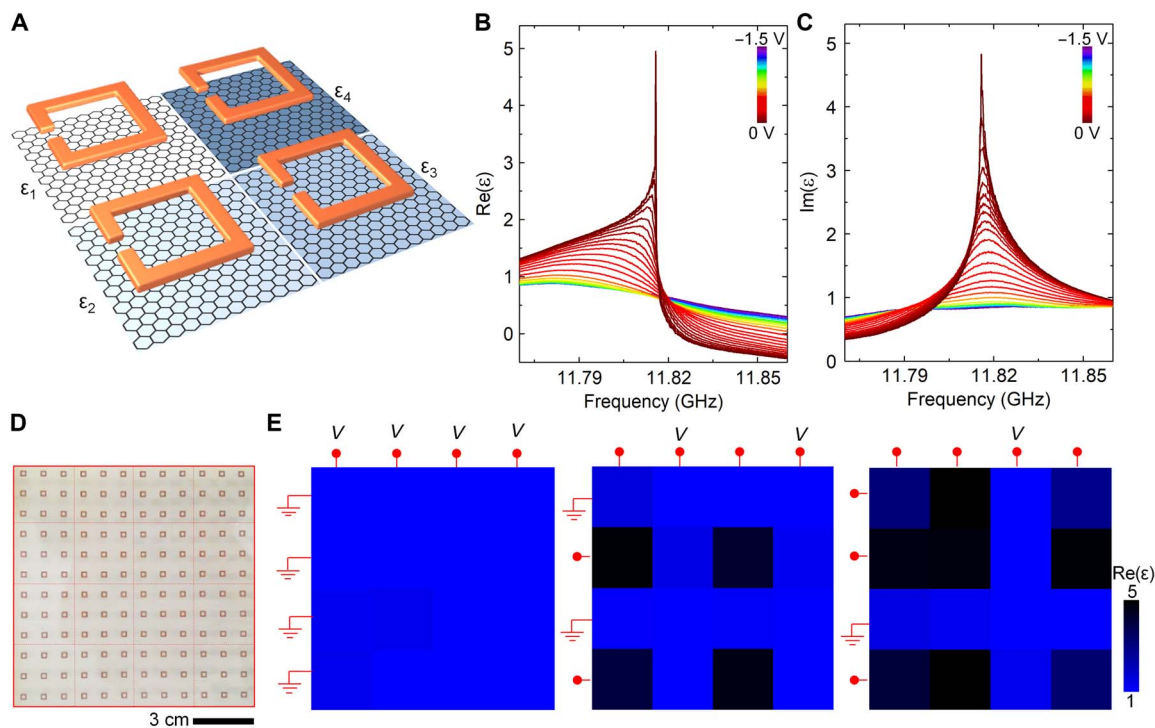 A
ε1
ε2
ε3
ε4
B
−1.5 V
0 V
Re(ε)
5
4
3
2
1
0
11.79 11.82 11.85
Frequency (GHz)
C
−1.5 V
0 V
Im(ε)
5
4
3
2
1
0
11.79 11.82 11.85
Frequency (GHz)
D
3 cm
E
V V V V
V V
V
Re(ε)
5
1